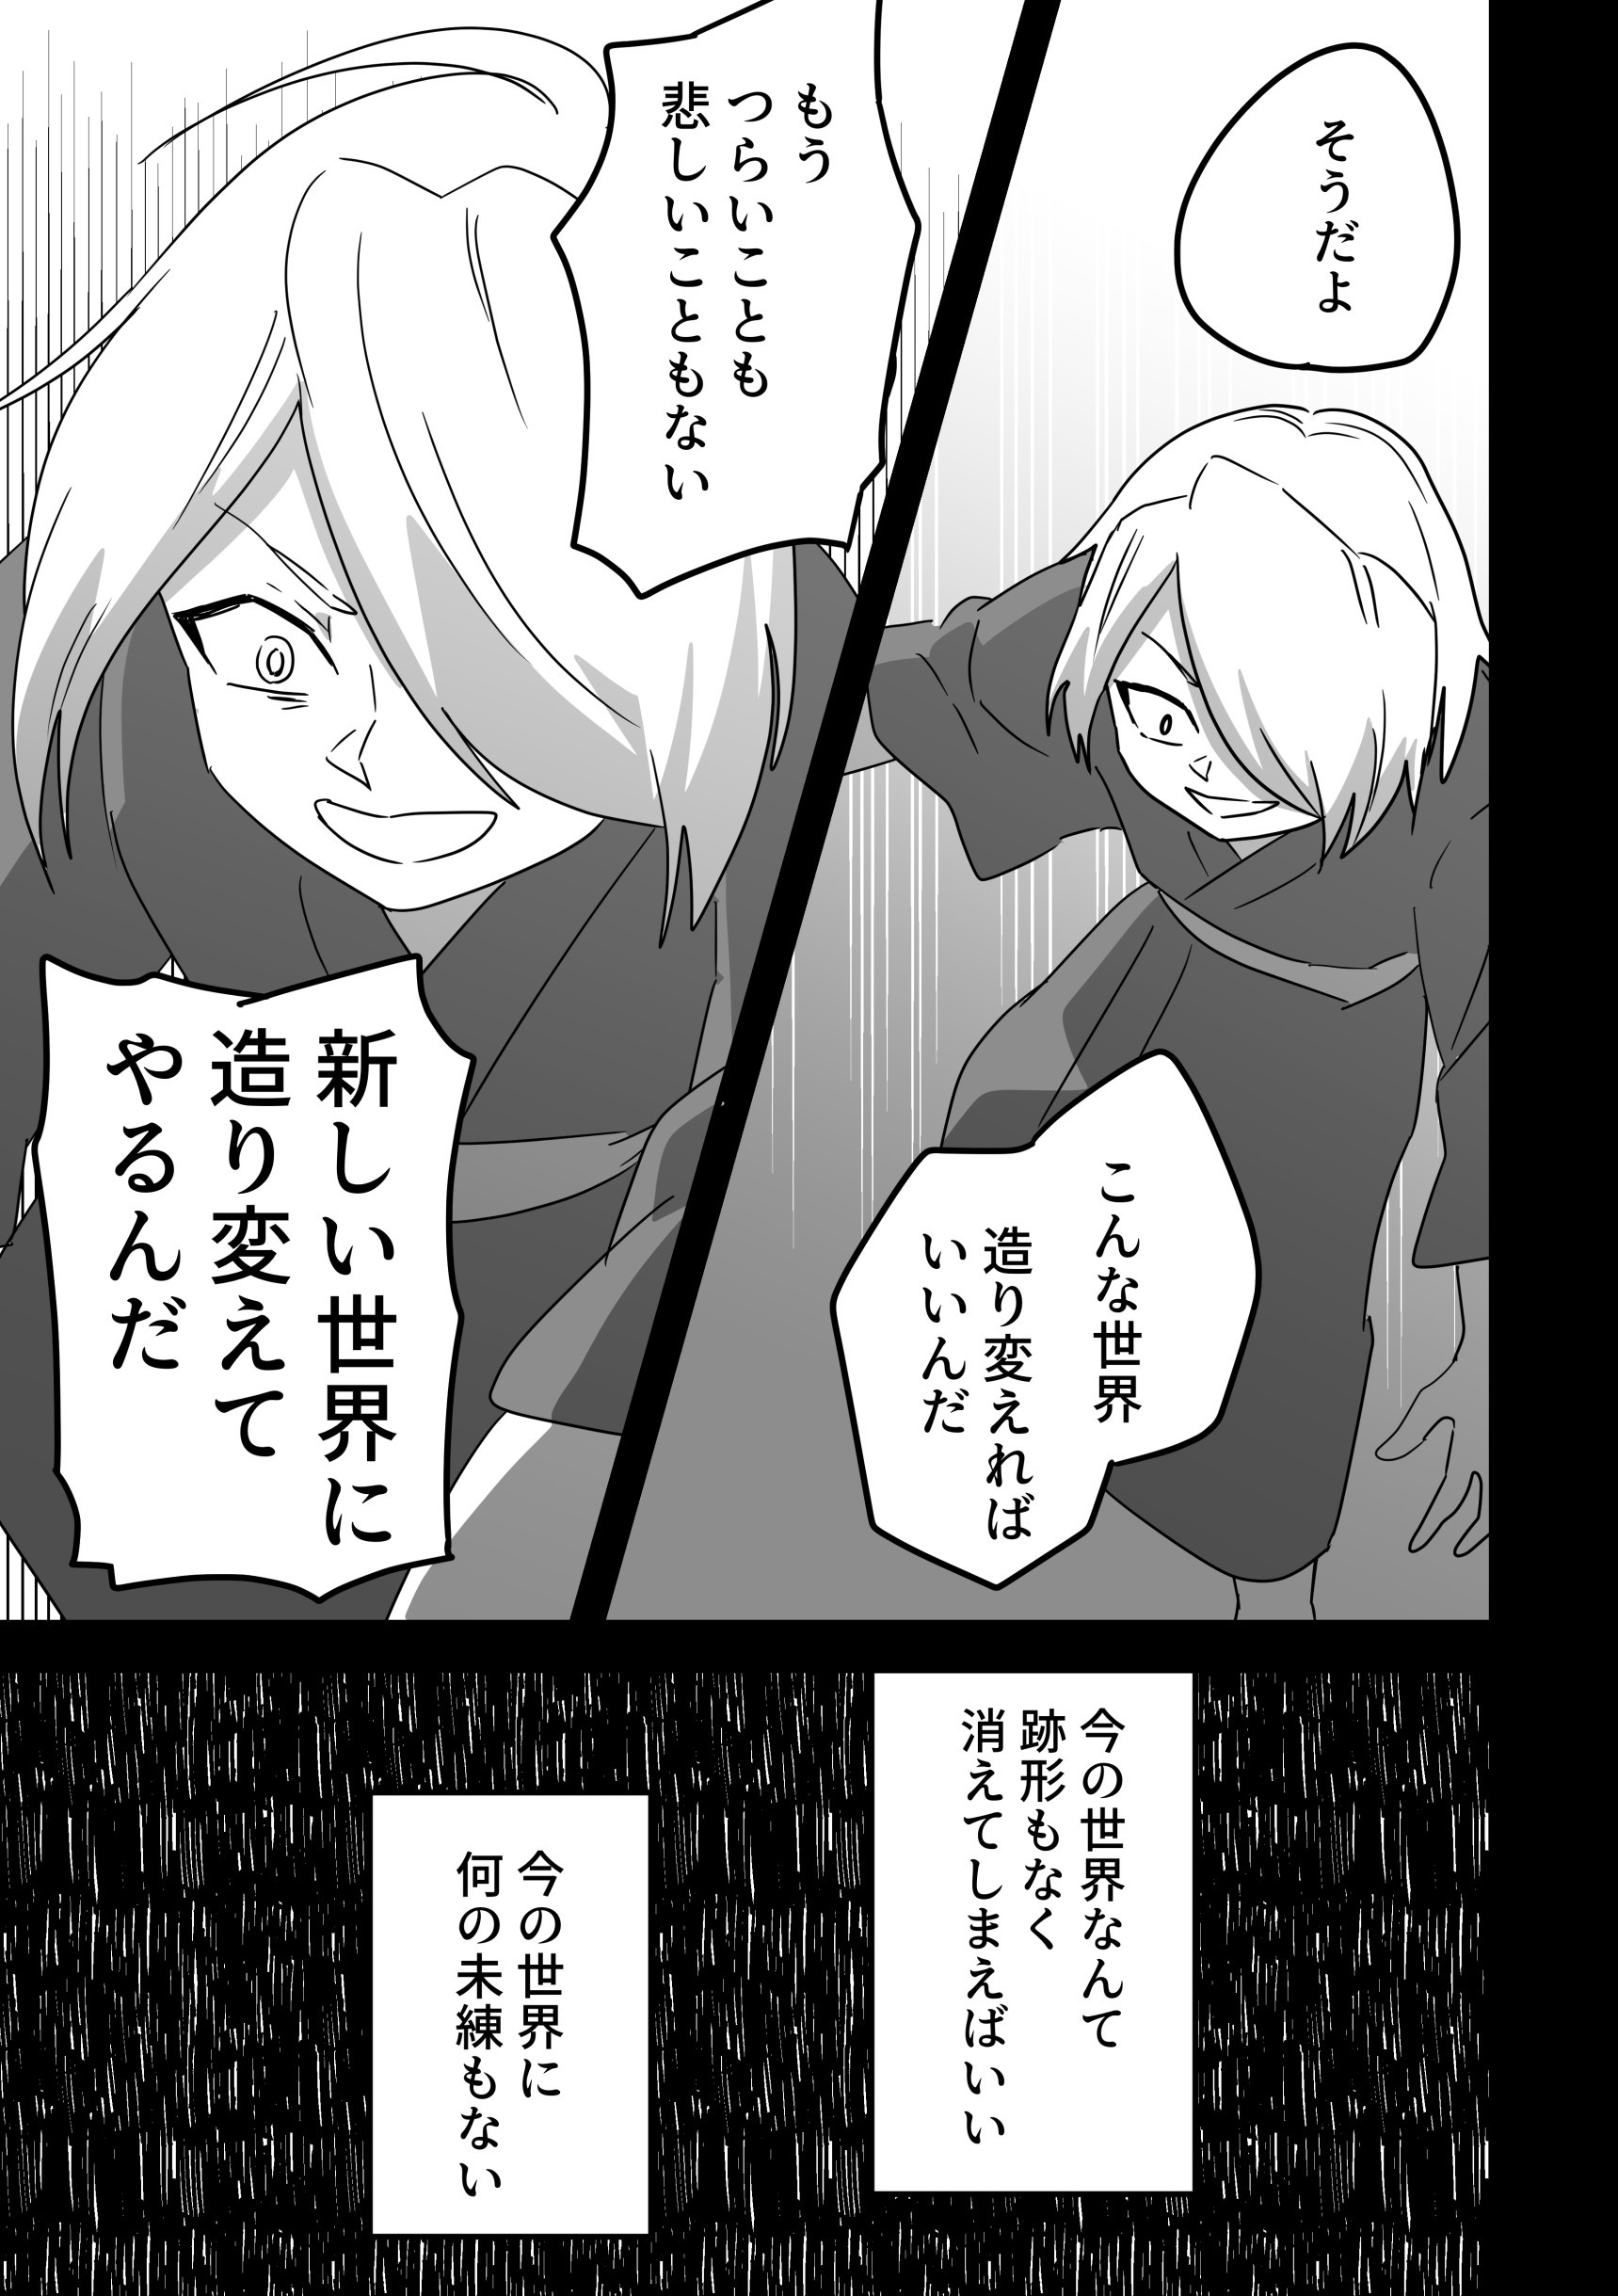 そうだよ
こんな世界
造り変えれば
いいんだ
もう
つらいことも
悲しいこともない
新しい世界に
造り変えて
やるんだ
今の世界なんて
跡形もなく
消えてしまえばいい
今の世界に
何の未練もない